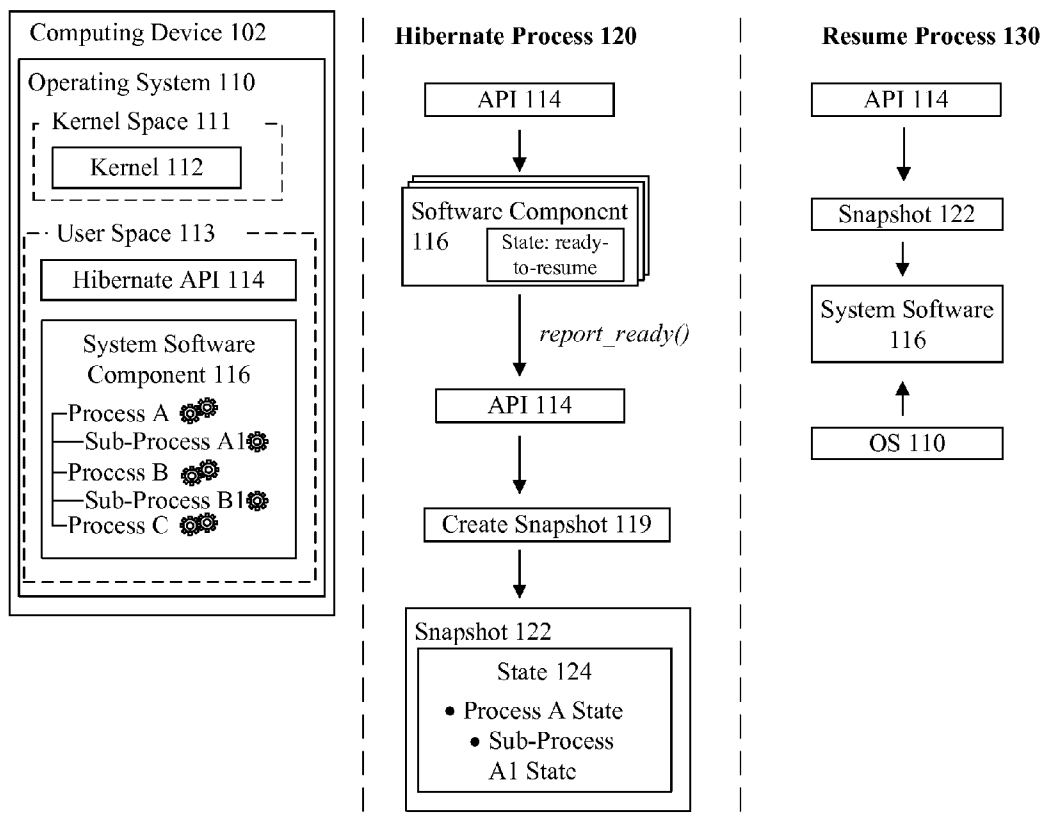 Computing Device 102
Operating System 110
Kernel Space 111
Kernel 112
User Space 113
Hibernate API 114
System Software
Component 116
Process A
Sub-Process A1
Process B
Sub-Process B1
Process C
Hibernate Process 120
API 114
Software Component
116
State: ready-
to-resume
report_ready()
API 114
Create Snapshot 119
Snapshot 122
State 124
• Process A State
• Sub-Process
A1 State
Resume Process 130
API 114
Snapshot 122
System Software
116
OS 110